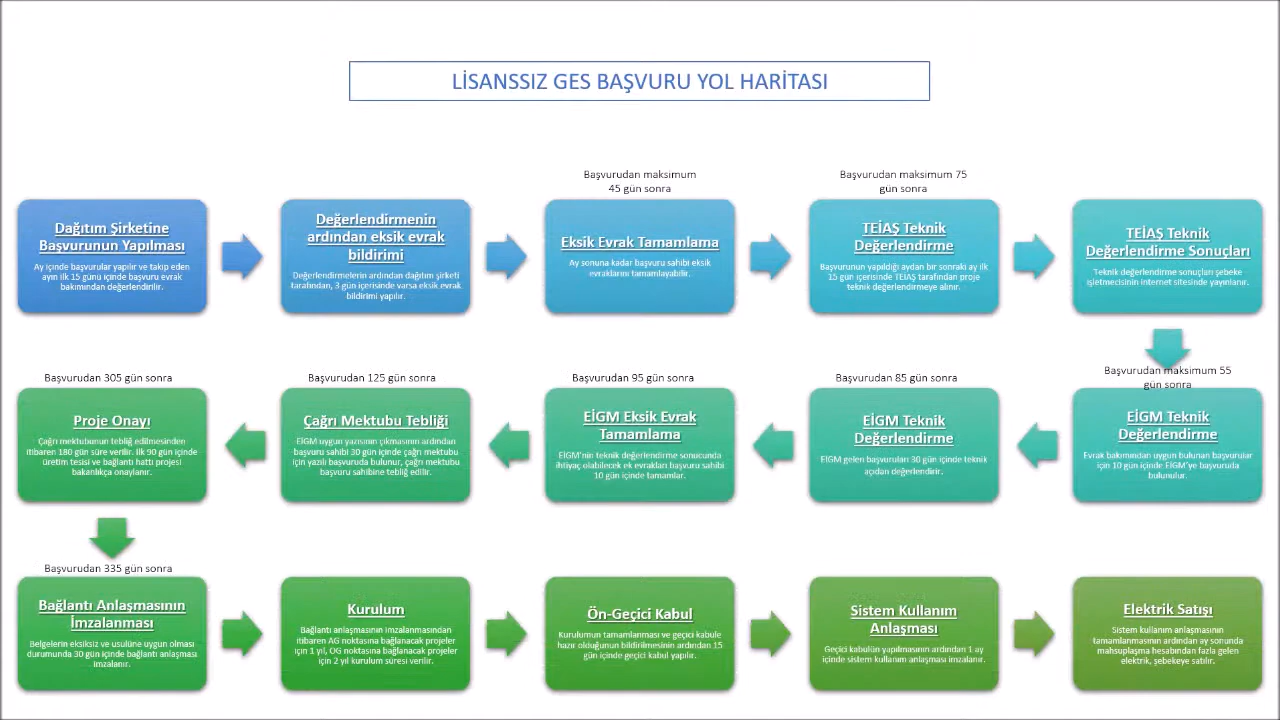 LİSANSSIZ GES BAŞVURU YOL HARİTASI
Dağıtım Şirketine
Başvurunun Yapılması
Ay içinde başvurular yapılır ve takip eden
ayın ilk 15 günü içinde başvuru evrak
bakımından değerlendirilir.
Değerlendirmenin
ardından eksik evrak
bildirimi
Değerlendirmelerin ardından dağıtım şirketi
tarafından, 3 gün içerisinde varsa eksik evrak
bildirimi yapılır.
Başvurudan maksimum
45 gün sonra
Eksik Evrak Tamamlama
Ay sonuna kadar başvuru sahibi eksik
evraklarını tamamlayabilir.
Başvurudan maksimum 75
gün sonra
TEİAŞ Teknik
Değerlendirme
Başvurunun yapıldığı aydan bir sonraki ay ilk
15 gün içerisinde TEİAŞ tarafından proje
teknik değerlendirmeye alınır.
TEİAŞ Teknik
Değerlendirme Sonuçları
Teknik değerlendirme sonuçları şebeke
işletmecisinin internet sitesinde yayınlanır.
Başvurudan maksimum 55
gün sonra
EİGM Teknik
Değerlendirme
Evrak bakımından uygun bulunan başvurular
için 10 gün içinde EİGM'ye başvuruda
bulunulur.
Başvurudan 85 gün sonra
EİGM Teknik
Değerlendirme
EİGM gelen başvuruları 30 gün içinde teknik
açıdan değerlendirir.
Başvurudan 95 gün sonra
EİGM Eksik Evrak
Tamamlama
EİGM'nin teknik değerlendirme sonucunda
ihtiyaç olabilecek ek evrakları başvuru sahibi
10 gün içinde tamamlar.
Başvurudan 125 gün sonra
Çağrı Mektubu Tebliği
EİGM uygun yazısının çıkmasının ardından
başvuru sahibi 30 gün içinde çağrı mektubu
için yazılı başvuruda bulunur, çağrı mektubu
başvuru sahibine tebliğ edilir.
Başvurudan 305 gün sonra
Proje Onayı
Çağrı mektubunun tebliğ edilmesinden
itibaren 180 gün süre verilir. İlk 90 gün içinde
üretim tesisi ve bağlantı hattı projesi
bakanlıkça onaylanır.
Başvurudan 335 gün sonra
Bağlantı Anlaşmasının
İmzalanması
Belgelerin eksiksiz ve usulüne uygun olması
durumunda 30 gün içinde bağlantı anlaşması
imzalanır.
Kurulum
Bağlantı anlaşmasının imzalanmasından
itibaren AG noktasına bağlanacak projeler
için 1 yıl, OG noktasına bağlanacak projeler
için 2 yıl kurulum süresi verilir.
Ön-Geçici Kabul
Kurulumun tamamlanması ve geçici kabule
hazır olduğunun bildirilmesinin ardından 15
gün içinde geçici kabul yapılır.
Sistem Kullanım
Anlaşması
Geçici kabulün yapılmasının ardından 1 ay
içinde sistem kullanım anlaşması imzalanır.
Elektrik Satışı
Sistem kullanım anlaşmasının
tamamlanmasının ardından ay sonunda
mahsuplaşma hesabından fazla gelen
elektrik, şebekeye satılır.